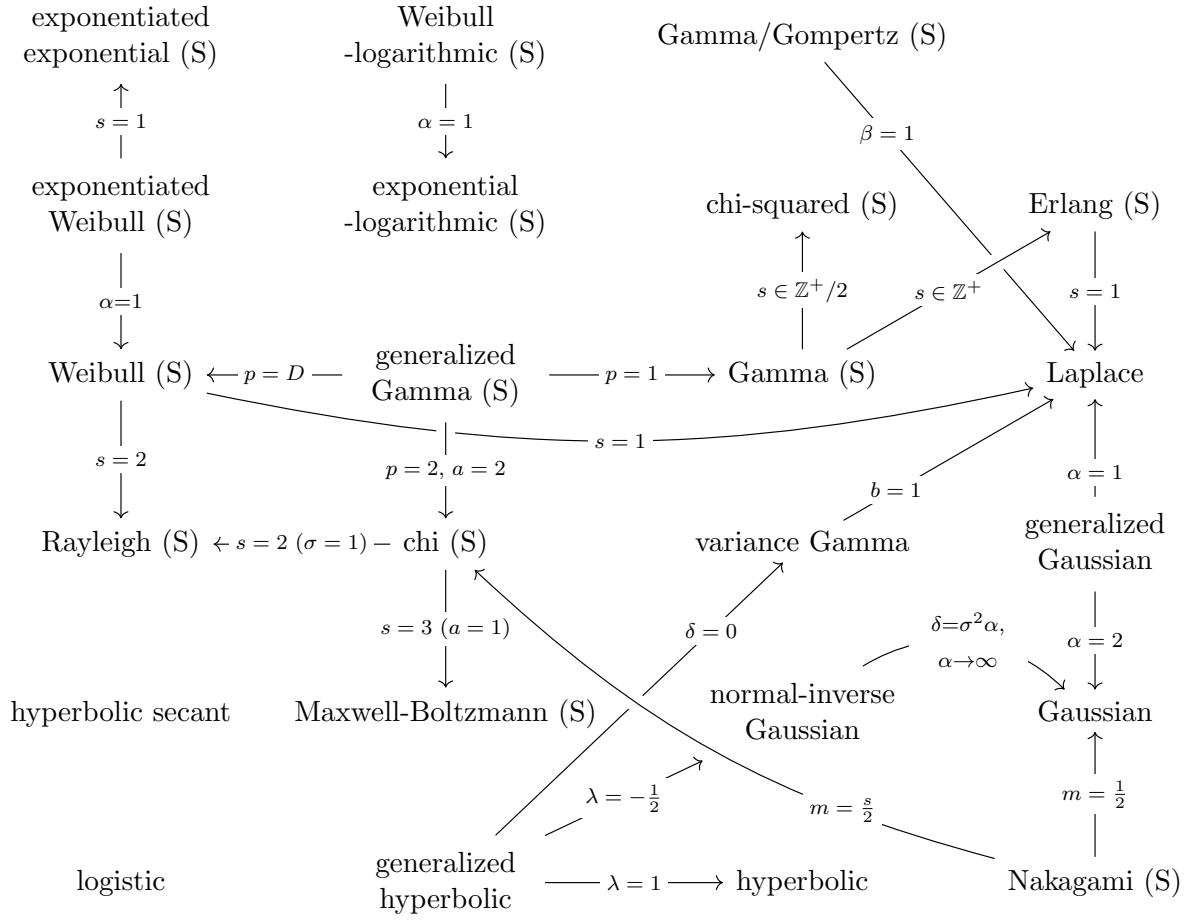 exponentiated
exponential (S)
Weibull
-logarithmic (S)
Gamma/Gompertz (S)
s = 1
α = 1
β = 1
exponentiated
Weibull (S)
exponential
-logarithmic (S)
chi-squared (S)
Erlang (S)
α=1
s ∈ ℤ⁺/2
s ∈ ℤ⁺
s = 1
Weibull (S)
p = D
generalized
Gamma (S)
p = 1
Gamma (S)
Laplace
s = 1
s = 2
p = 2, a = 2
b = 1
α = 1
Rayleigh (S)
s = 2 (σ = 1)
chi (S)
variance Gamma
generalized
Gaussian
s = 3 (a = 1)
δ = 0
δ=σ²α,
α→∞
α = 2
hyperbolic secant
Maxwell-Boltzmann (S)
normal-inverse
Gaussian
Gaussian
λ = −1/2
m = s/2
m = 1/2
logistic
generalized
hyperbolic
λ = 1
hyperbolic
Nakagami (S)